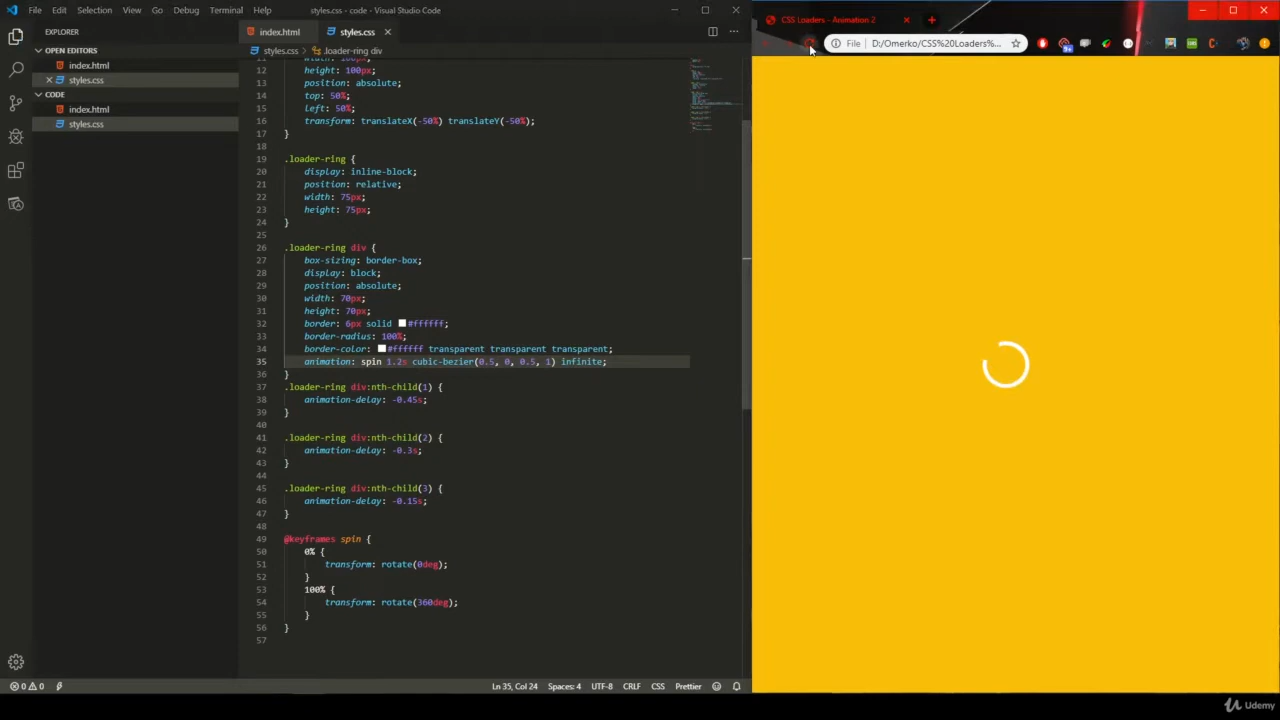 File Edit Selection View Go Debug Terminal Help
styles.css - Visual Studio Code
CSS Loaders - Animation 2
EXPLORER
index.html
styles.css
File
D:/Omerko/CSS%20Loaders%...
OPEN EDITORS
styles.css > .loader-ring div
index.html
styles.css
CODE
index.html
styles.css
12 height: 100px;
13 position: absolute;
14 top: 50%;
15 left: 50%;
16 transform: translateX(-50%) translateY(-50%);
17 }
18
19 .loader-ring {
20 display: inline-block;
21 position: relative;
22 width: 75px;
23 height: 75px;
24 }
25
26 .loader-ring div {
27 box-sizing: border-box;
28 display: block;
29 position: absolute;
30 width: 70px;
31 height: 70px;
32 border: 6px solid #ffffff;
33 border-radius: 100%;
34 border-color: #ffffff transparent transparent transparent;
35 animation: spin 1.2s cubic-bezier(0.5, 0, 0.5, 1) infinite;
36 }
37 .loader-ring div:nth-child(1) {
38 animation-delay: -0.45s;
39 }
40
41 .loader-ring div:nth-child(2) {
42 animation-delay: -0.3s;
43 }
44
45 .loader-ring div:nth-child(3) {
46 animation-delay: -0.15s;
47 }
48
49 @keyframes spin {
50 0% {
51 transform: rotate(0deg);
52 }
53 100% {
54 transform: rotate(360deg);
55 }
56 }
57
0 0
Ln 35, Col 24 Spaces: 4 UTF-8 CRLF CSS Prettier
Udemy